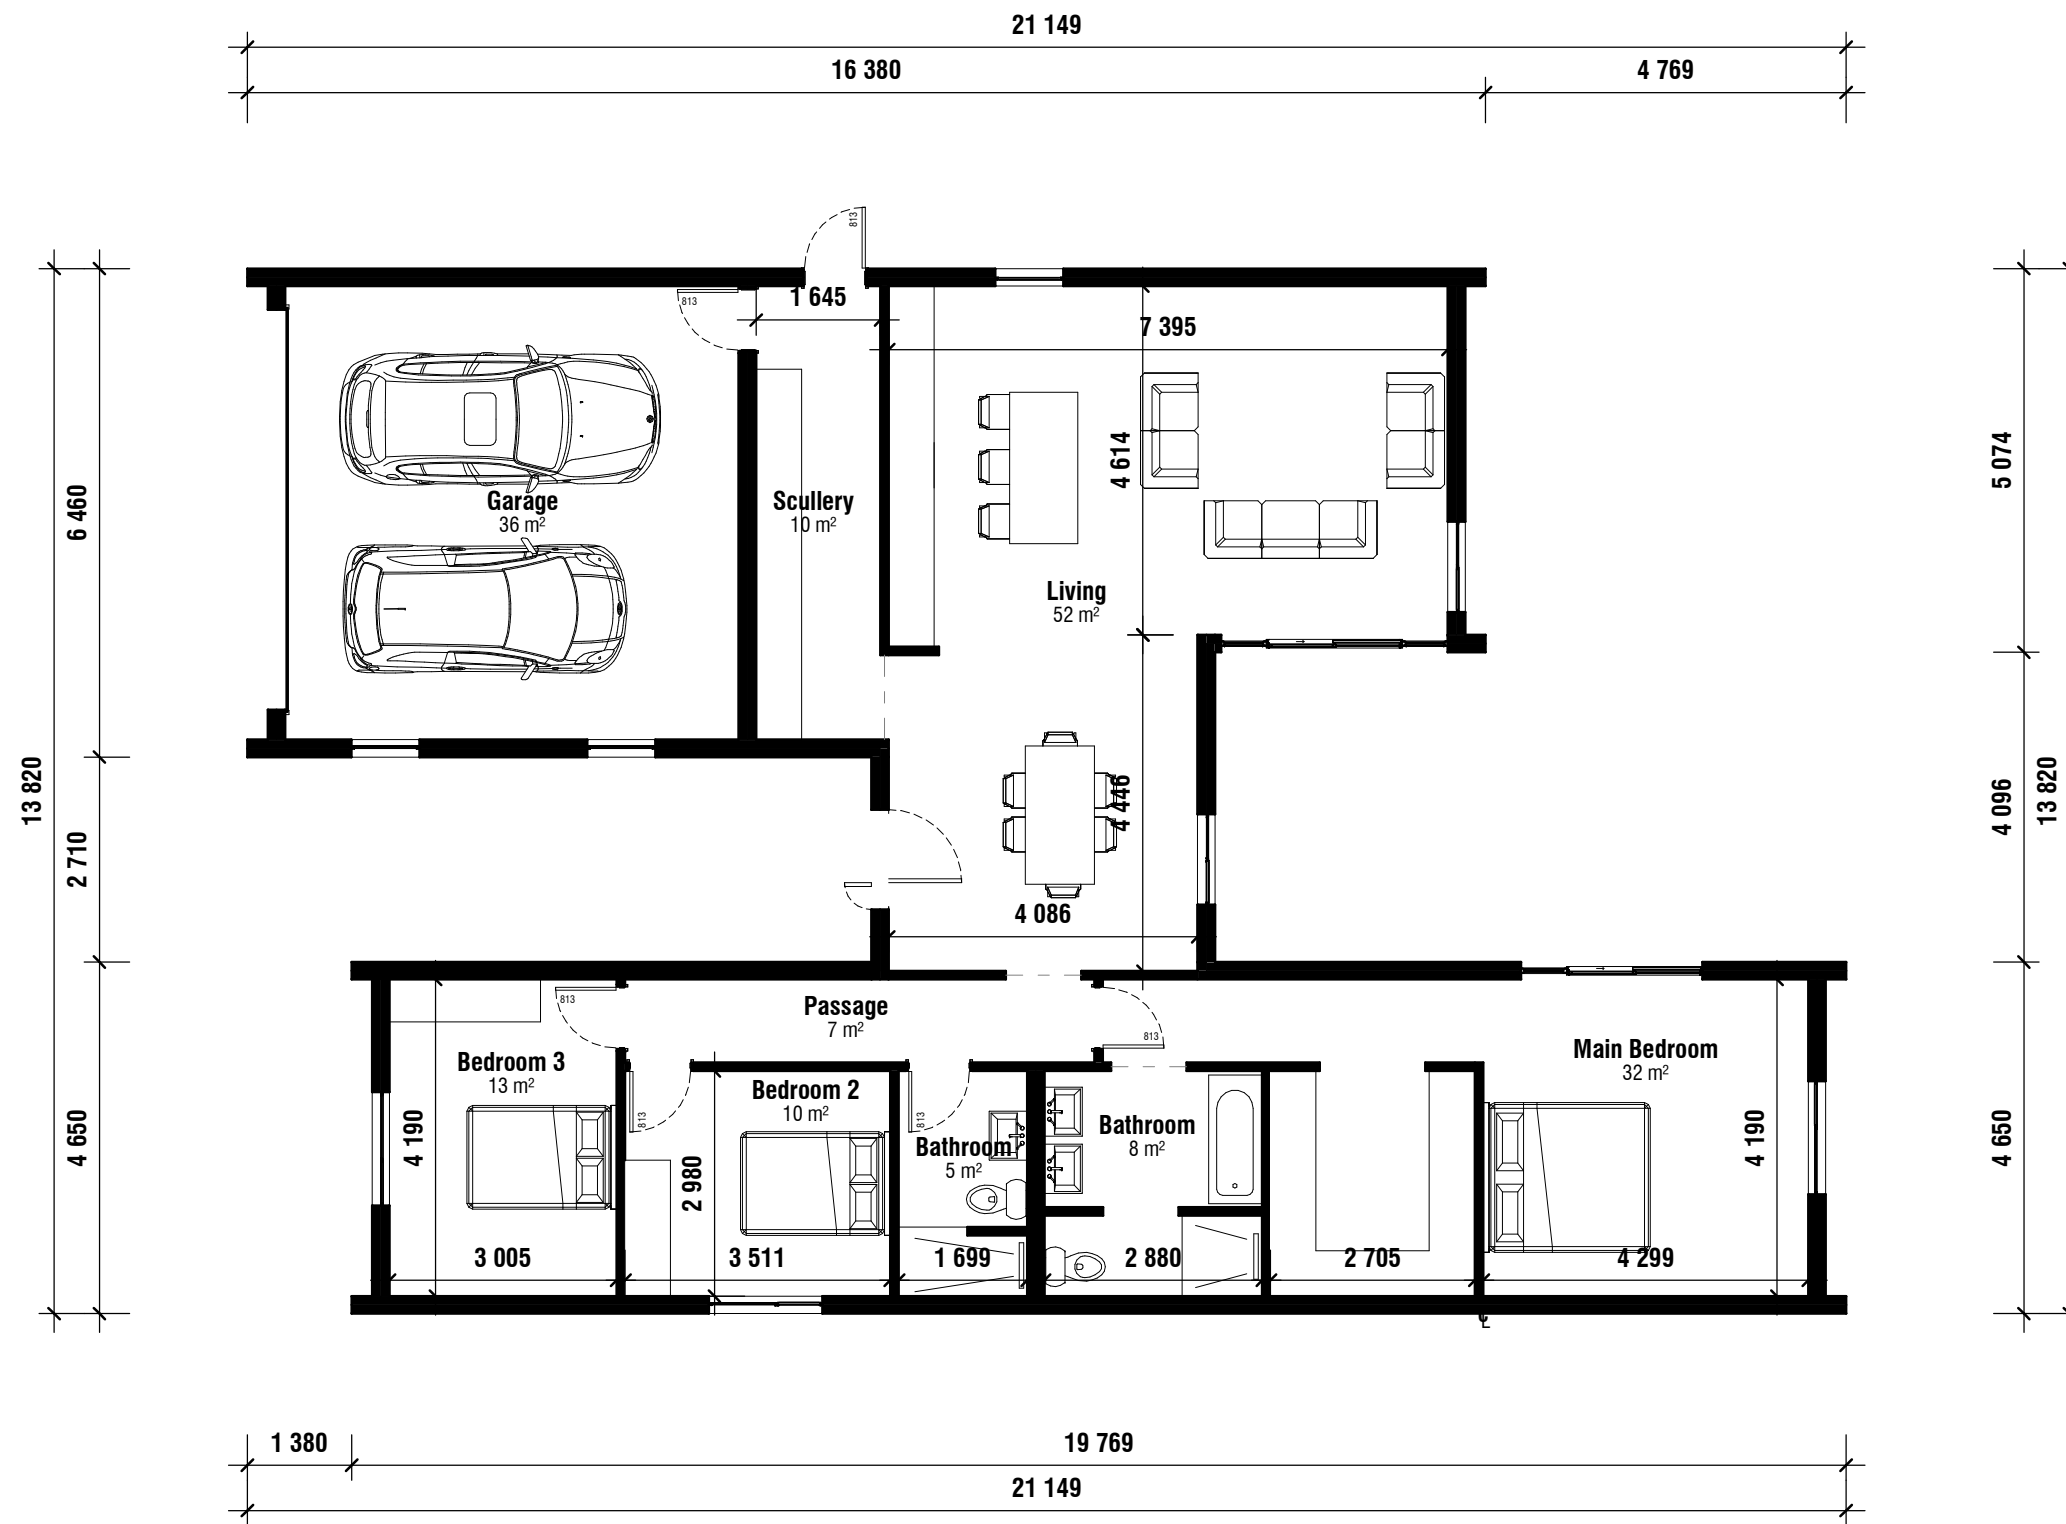 21 149
16 380
4 769
813
813
1 645
7 395
Garage
36 m²
Scullery
10 m²
4 614
6 460
5 074
Living
52 m²
13 820
2 710
4 446
4 096
13 820
4 086
813
Passage
7 m²
813
Bedroom 3
13 m²
Bedroom 2
10 m²
Main Bedroom
32 m²
813
813
Bathroom
5 m²
Bathroom
8 m²
4 650
4 190
2 980
4 190
4 650
3 005
3 511
1 699
2 880
2 705
4 299
1 380
19 769
21 149